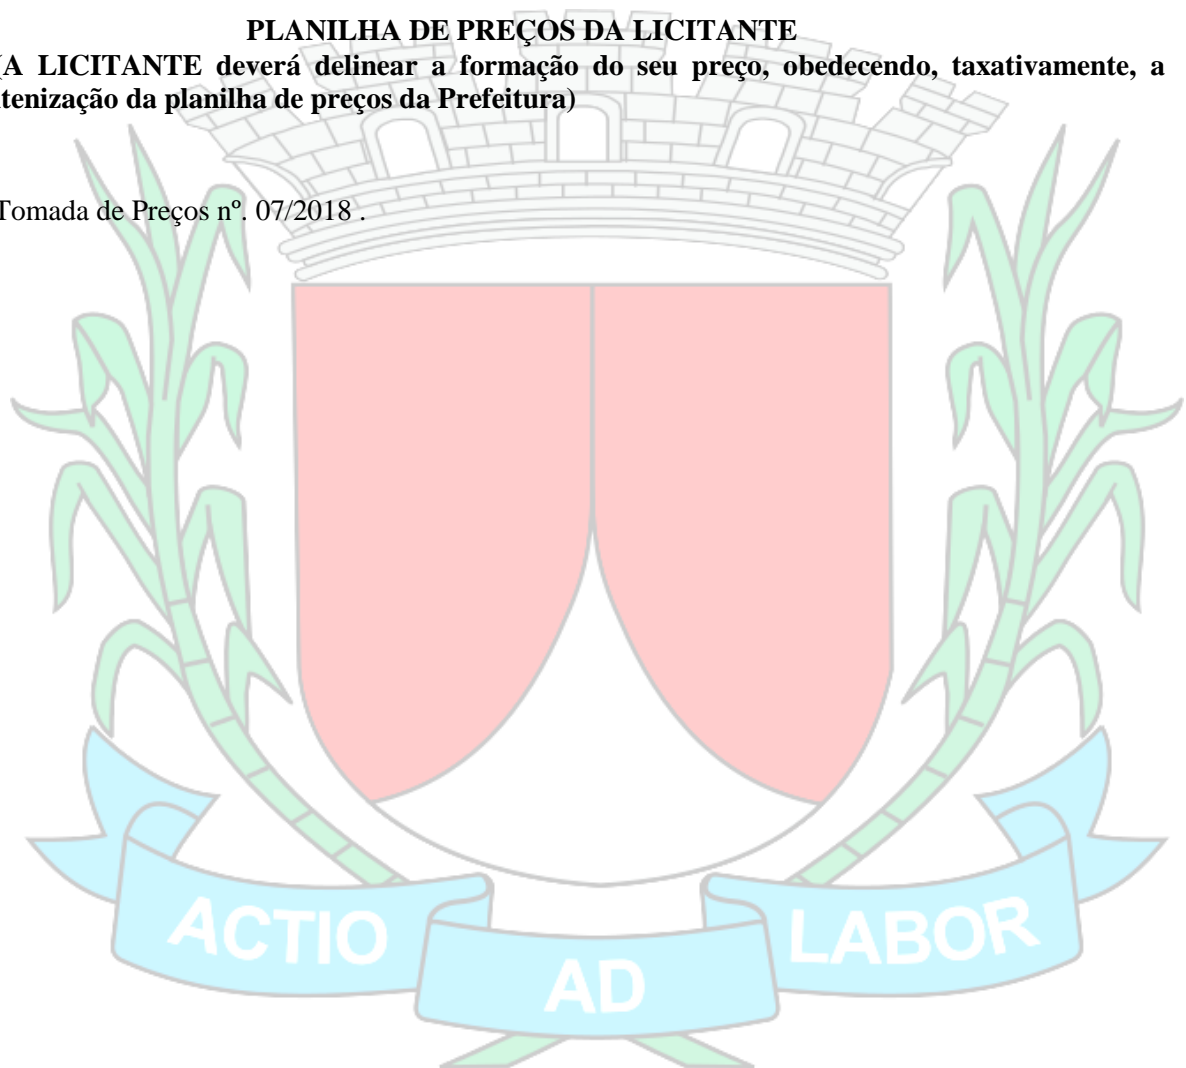 PLANILHA DE PREÇOS DA LICITANTE
(A LICITANTE deverá delinear a formação do seu preço, obedecendo, taxativamente, a
itenização da planilha de preços da Prefeitura)
Tomada de Preços nº. 07/2018 .
ACTIO
AD
LABOR